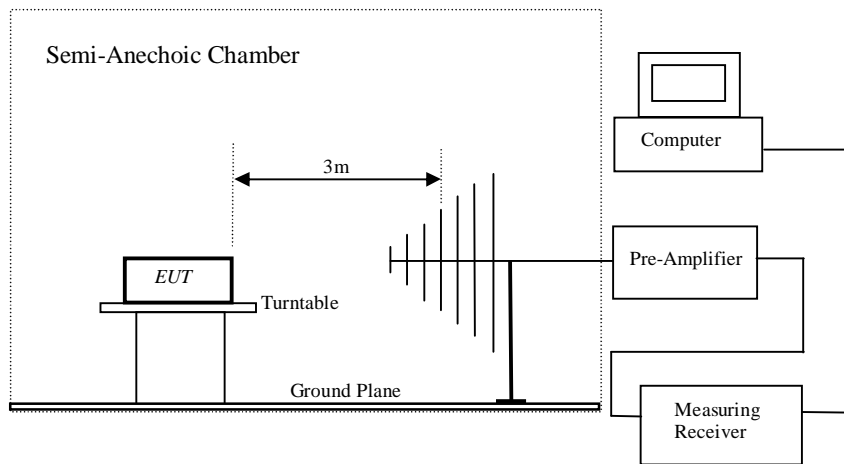 Semi-Anechoic Chamber
3m
EUT
Turntable
Ground Plane
Computer
Pre-Amplifier
Measuring
Receiver